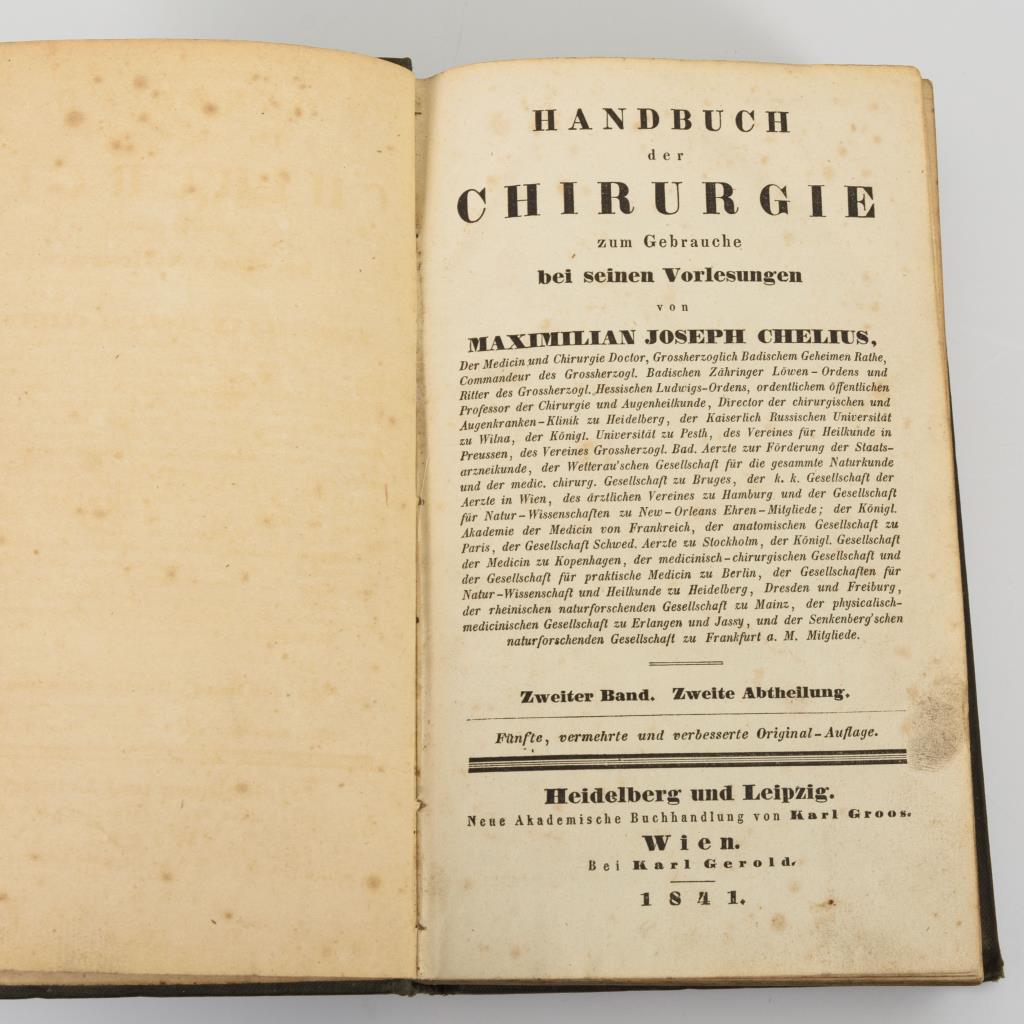 HANDBUCH
der
CHIRURGIE
zum Gebrauche
bei seinen Vorlesungen
von
MAXIMILIAN JOSEPH CHELIUS,
Der Medicin und Chirurgie Doctor, Grossherzoglich Badischem Geheimen Rathe,
Commandeur des Grossherzogl. Badischen Zähringer Löwen-Ordens und
Ritter des Grossherzogl. Hessischen Ludwigs-Ordens, ordentlichem öffentlichen
Professor der Chirurgie und Augenheilkunde, Director der chirurgischen und
Augenkranken-Klinik zu Heidelberg, der Kaiserlich Russischen Universität
zu Wilna, der Königl. Universität zu Pesth, des Vereines für Heilkunde in
Preussen, des Vereines Grossherzogl. Bad. Aerzte zur Förderung der Staats-
arzneikunde, der Wetterau'schen Gesellschaft für die gesammte Naturkunde
und der medic. chirurg. Gesellschaft zu Bruges, der k. k. Gesellschaft der
Aerzte in Wien, des ärztlichen Vereines zu Hamburg und der Gesellschaft
für Natur-Wissenschaften zu New-Orleans Ehren-Mitgliede; der Königl.
Akademie der Medicin von Frankreich, der anatomischen Gesellschaft zu
Paris, der Gesellschaft Schwed. Aerzte zu Stockholm, der Königl. Gesellschaft
der Medicin zu Kopenhagen, der medicinisch-chirurgischen Gesellschaft und
der Gesellschaft für praktische Medicin zu Berlin, der Gesellschaften für
Natur-Wissenschaft und Heilkunde zu Heidelberg, Dresden und Freiburg,
der rheinischen naturforschenden Gesellschaft zu Mainz, der physicalisch-
medicinischen Gesellschaft zu Erlangen und Jassy, und der Senkenberg'schen
naturforschenden Gesellschaft zu Frankfurt a. M. Mitgliede.
Zweiter Band. Zweite Abtheilung.
Fünfte, vermehrte und verbesserte Original-Auflage.
Heidelberg und Leipzig.
Neue Akademische Buchhandlung von Karl Groos.
Wien.
Bei Karl Gerold.
1841.